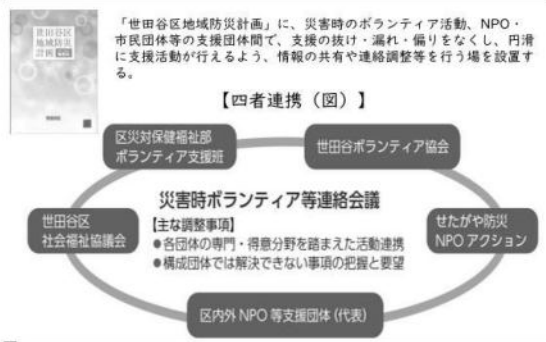 「世田谷区地域防災計画」に、災害時のボランティア活動、NPO・
市民団体等の支援団体間で、支援の抜け・漏れ・偏りをなくし、円滑
に支援活動が行えるよう、情報の共有や連絡調整等を行う場を設置す
る。
世田谷区
地域防災
計画
【四者連携（図）】
区災対保健福祉部
ボランティア支援班
世田谷ボランティア協会
災害時ボランティア等連絡会議
世田谷区
社会福祉協議会
【主な調整事項】
●各団体の専門・得意分野を踏まえた活動連携
●構成団体では解決できない事項の把握と要望
せたがや防災
NPO アクション
区内外 NPO 等支援団体（代表）